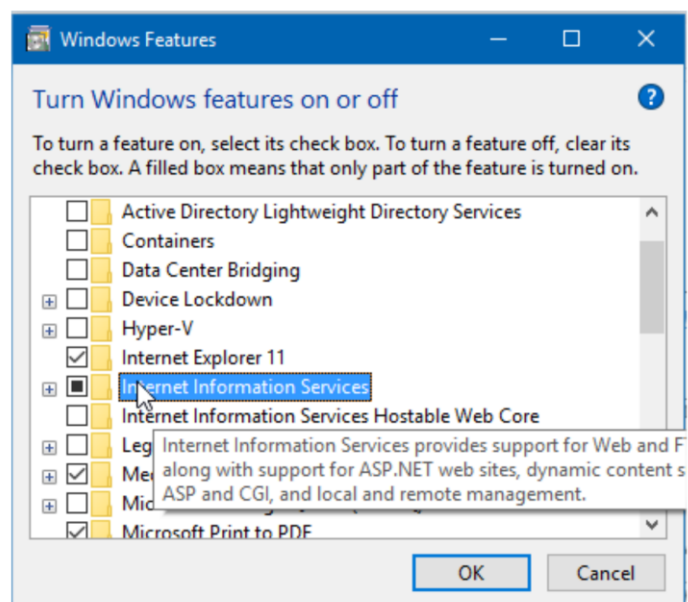 Windows Features
Turn Windows features on or off
To turn a feature on, select its check box. To turn a feature off, clear its
check box. A filled box means that only part of the feature is turned on.
Active Directory Lightweight Directory Services
Containers
Data Center Bridging
Device Lockdown
Hyper-V
Internet Explorer 11
Internet Information Services
Internet Information Services Hostable Web Core
Leg
Internet Information Services provides support for Web and F
Me
along with support for ASP.NET web sites, dynamic content s
Mic
ASP and CGI, and local and remote management.
Microsoft Print to PDF
OK
Cancel